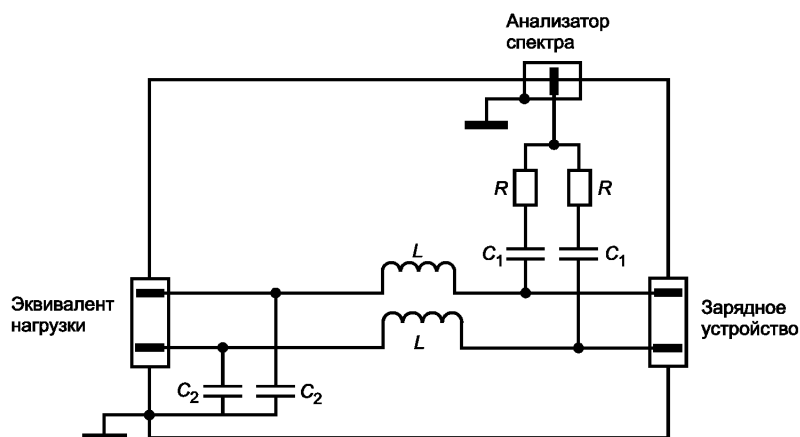 Анализатор
спектра
R
R
L
C1
C1
Эквивалент
нагрузки
Зарядное
устройство
L
C2
C2